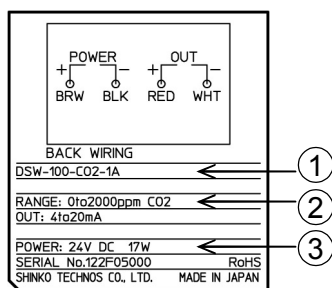 POWER OUT
+ − + −
BRW BLK RED WHT
BACK WIRING
DSW-100-CO2-1A
1
RANGE: 0to2000ppm CO2
2
OUT: 4to20mA
POWER: 24V DC 17W
3
SERIAL No.122F05000 RoHS
SHINKO TECHNOS CO., LTD. MADE IN JAPAN